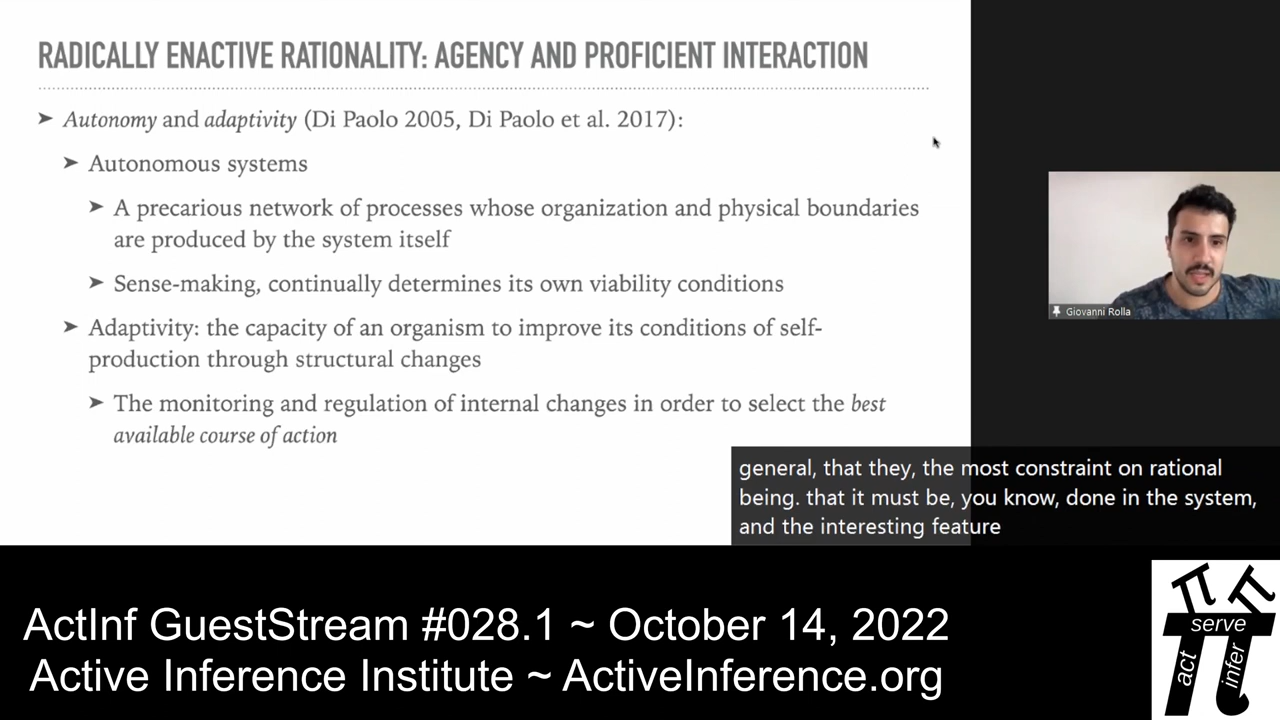 RADICALLY ENACTIVE RATIONALITY: AGENCY AND PROFICIENT INTERACTION
➤ Autonomy and adaptivity (Di Paolo 2005, Di Paolo et al. 2017):
➤ Autonomous systems
➤ A precarious network of processes whose organization and physical boundaries
are produced by the system itself
➤ Sense-making, continually determines its own viability conditions
➤ Adaptivity: the capacity of an organism to improve its conditions of self-
production through structural changes
➤ The monitoring and regulation of internal changes in order to select the best
available course of action
Giovanni Rolla
general, that they, the most constraint on rational
being. that it must be, you know, done in the system,
and the interesting feature
ActInf GuestStream #028.1 ~ October 14, 2022
Active Inference Institute ~ ActiveInference.org
π π
serve
act
infer